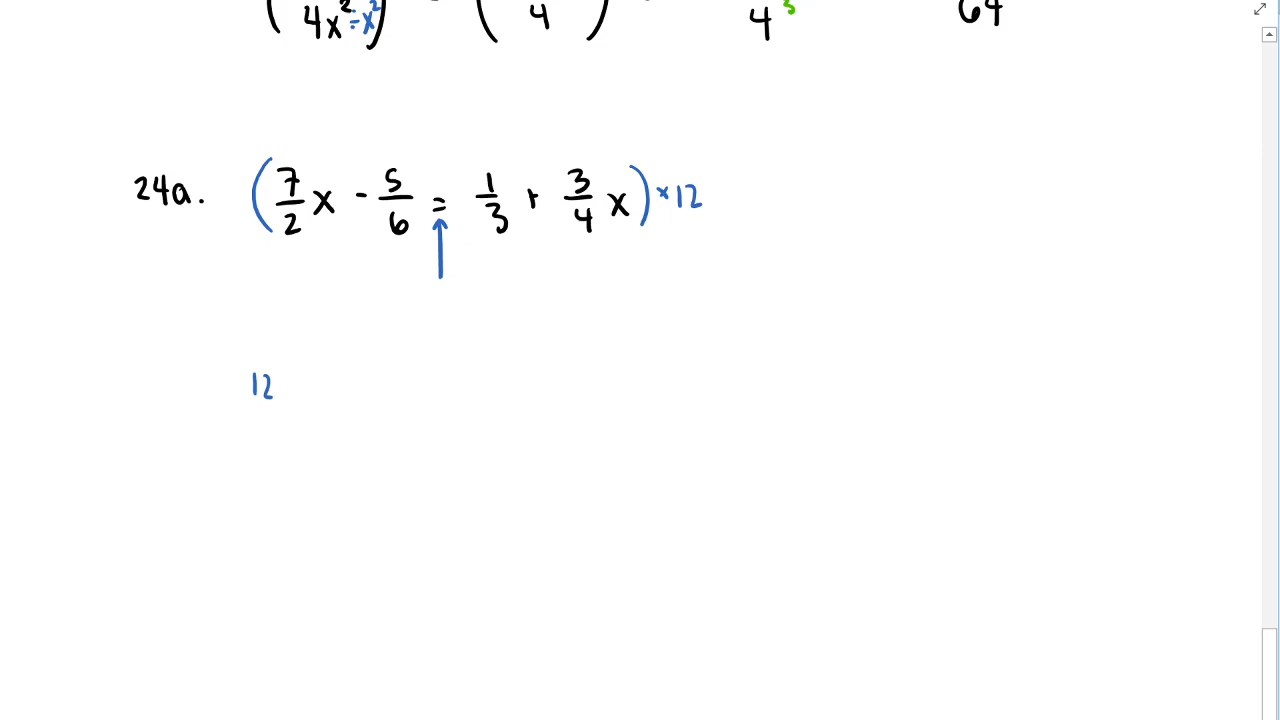 4x² ÷x² 4 4³ 64
24a. (7/2 x - 5/6 = 1/3 + 3/4 x) × 12
12